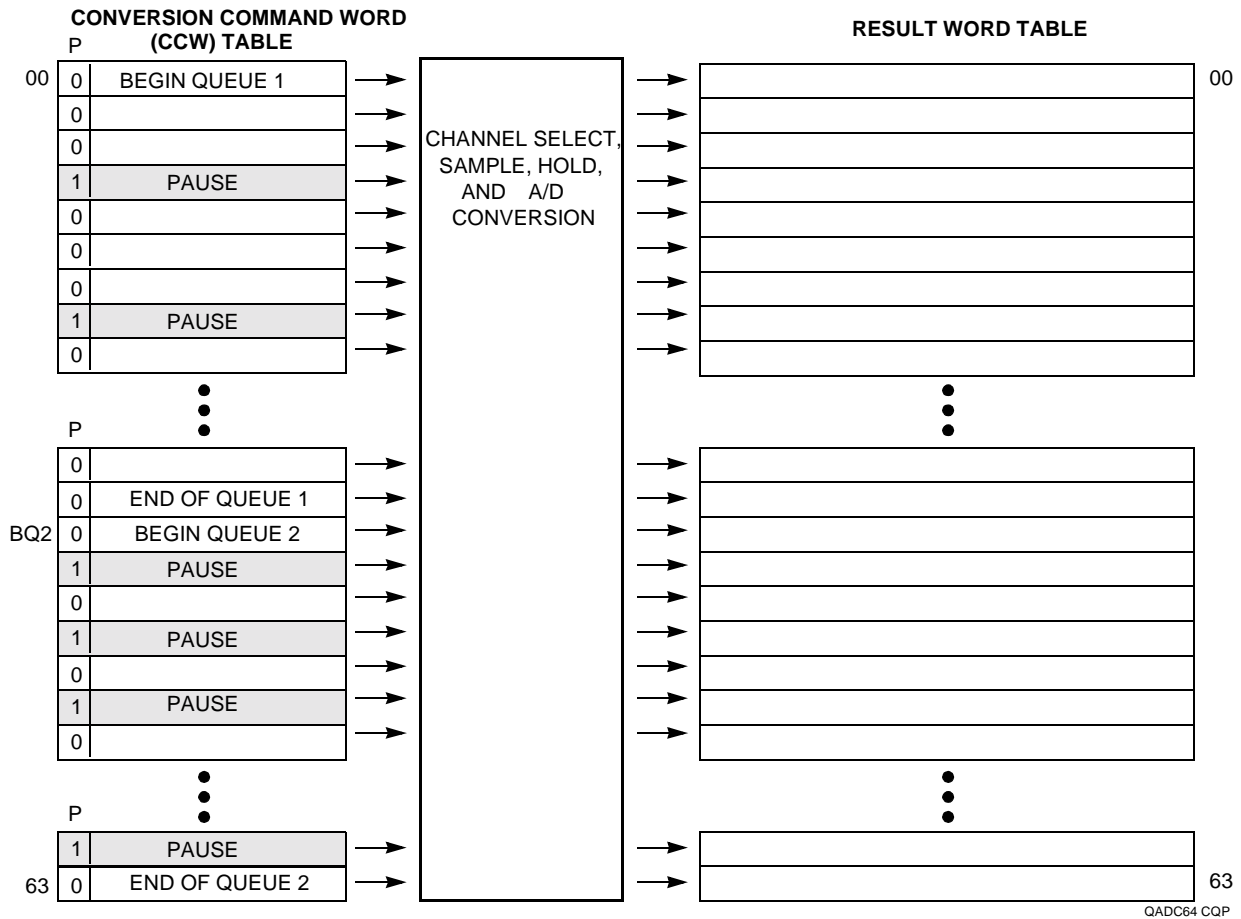 CONVERSION COMMAND WORD
(CCW) TABLE
RESULT WORD TABLE
P
00 0 BEGIN QUEUE 1 00
0
0
1 PAUSE
0
0
0
1 PAUSE
0
CHANNEL SELECT,
SAMPLE, HOLD,
AND A/D
CONVERSION
P
0
0 END OF QUEUE 1
BQ2 0 BEGIN QUEUE 2
1 PAUSE
0
1 PAUSE
0
1 PAUSE
0
P
1 PAUSE
63 0 END OF QUEUE 2 63
QADC64 CQP